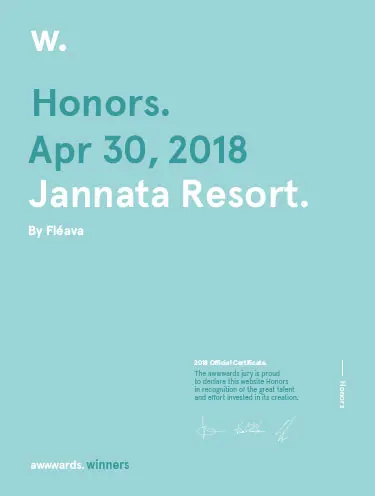 w.
Honors.
Apr 30, 2018
Jannata Resort.
By Fléava
2018 Official Certificate.
The awwwards jury is proud
to declare this website Honors
in recognition of the great talent
and effort invested in its creation.
Honors
awwwards. winners